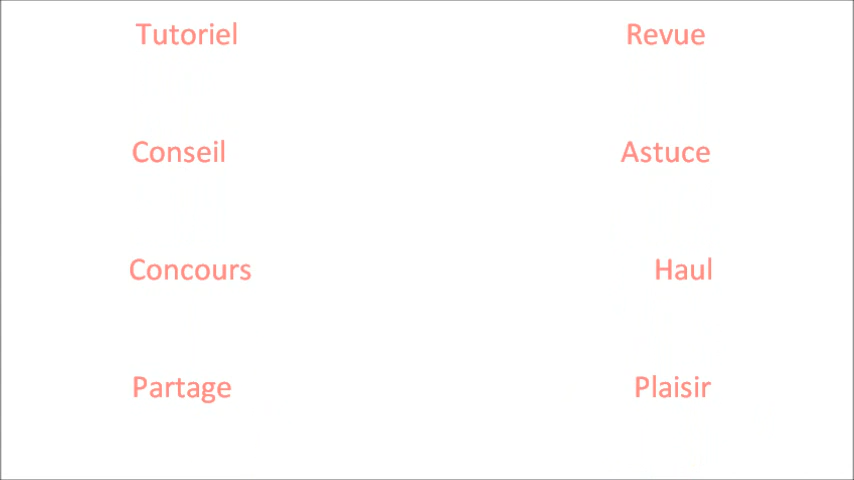 Tutoriel Revue
Conseil Astuce
Concours Haul
Partage Plaisir